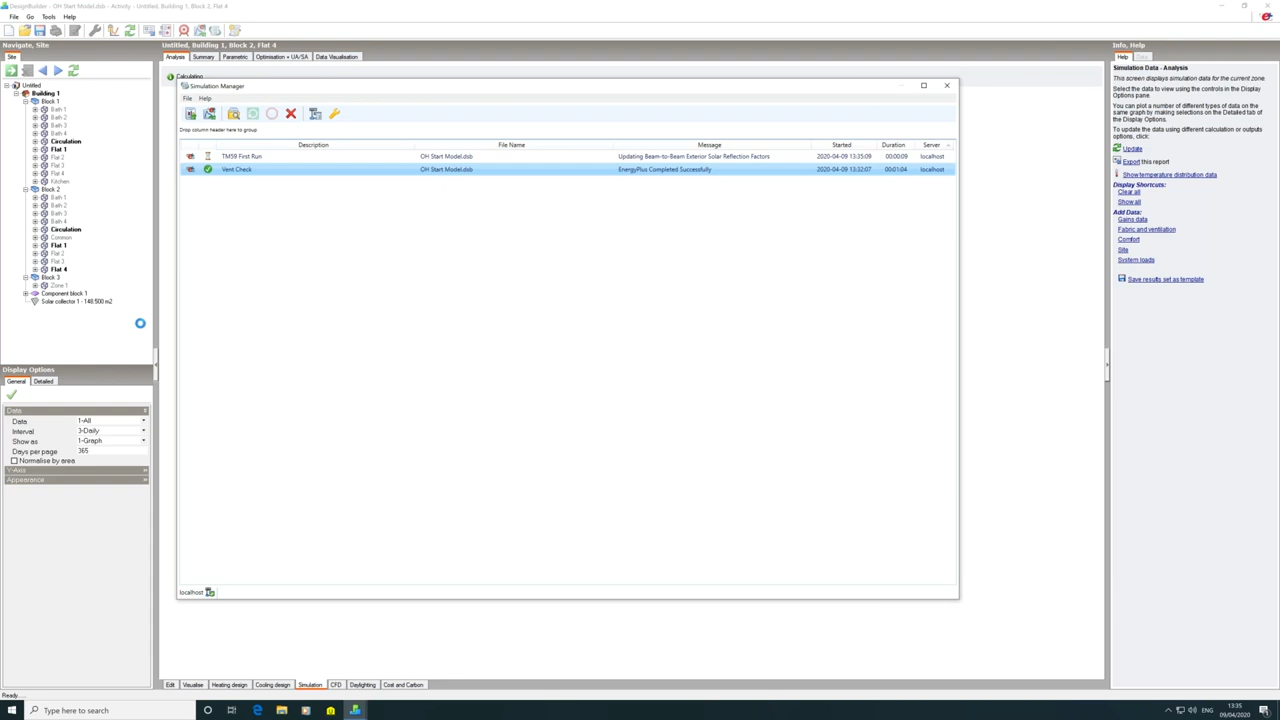 DesignBuilder - OH Start Model.dsb - Activity - Untitled, Building 1, Block 2, Flat 4
File Go Tools Help
Navigate, Site
Site
Untitled
Building 1
Block 1
Bath 1
Bath 2
Bath 3
Bath 4
Circulation
Flat 1
Flat 2
Flat 3
Flat 4
Kitchen
Block 2
Bath 1
Bath 2
Bath 3
Bath 4
Circulation
Common
Flat 1
Flat 2
Flat 3
Flat 4
Block 3
Zone 1
Component block 1
Solar collector 1 - 148.500 m2
Display Options
General Detailed
Data
Data 1-All
Interval 3-Daily
Show as 1-Graph
Days per page 365
Normalise by area
Y-Axis
Appearance
Untitled, Building 1, Block 2, Flat 4
Analysis Summary Parametric Optimisation + UA/SA Data Visualisation
Calculating
Simulation Manager
File Help
Drop column header here to group
Description File Name Message Started Duration Server
TM59 First Run OH Start Model.dsb Updating Beam-to-Beam Exterior Solar Reflection Factors 2020-04-09 13:35:09 00:00:09 localhost
Vent Check OH Start Model.dsb EnergyPlus Completed Successfully 2020-04-09 13:32:07 00:01:04 localhost
localhost
Edit Visualise Heating design Cooling design Simulation CFD Daylighting Cost and Carbon
Info, Help
Help Data
Simulation Data - Analysis
This screen displays simulation data for the current zone.
Select the data to view using the controls in the Display
Options pane.
You can plot a number of different types of data on the
same graph by making selections on the Detailed tab of
the Display Options.
To update the data using different calculation or outputs
options, click:
Update
Export this report
Show temperature distribution data
Display Shortcuts:
Clear all
Show all
Add Data:
Gains data
Fabric and ventilation
Comfort
Site
System loads
Save results set as template
Ready....
Type here to search
ENG
13:35
09/04/2020
1